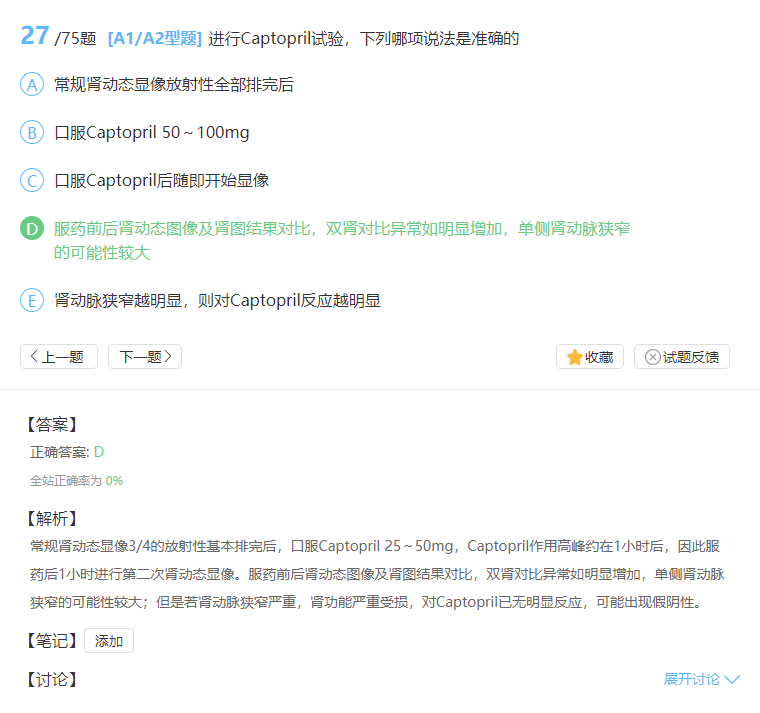 27 /75题 [A1/A2型题] 进行Captopril试验，下列哪项说法是准确的
A 常规肾动态显像放射性全部排完后
B 口服Captopril 50～100mg
C 口服Captopril后随即开始显像
D 服药前后肾动态图像及肾图结果对比，双肾对比异常如明显增加，单侧肾动脉狭窄
的可能性较大
E 肾动脉狭窄越明显，则对Captopril反应越明显
上一题 下一题 收藏 试题反馈
【答案】
正确答案: D
全站正确率为 0%
【解析】
常规肾动态显像3/4的放射性基本排完后，口服Captopril 25～50mg，Captopril作用高峰约在1小时后，因此服
药后1小时进行第二次肾动态显像。服药前后肾动态图像及肾图结果对比，双肾对比异常如明显增加，单侧肾动脉
狭窄的可能性较大；但是若肾动脉狭窄严重，肾功能严重受损，对Captopril已无明显反应，可能出现假阴性。
【笔记】 添加
【讨论】 展开讨论